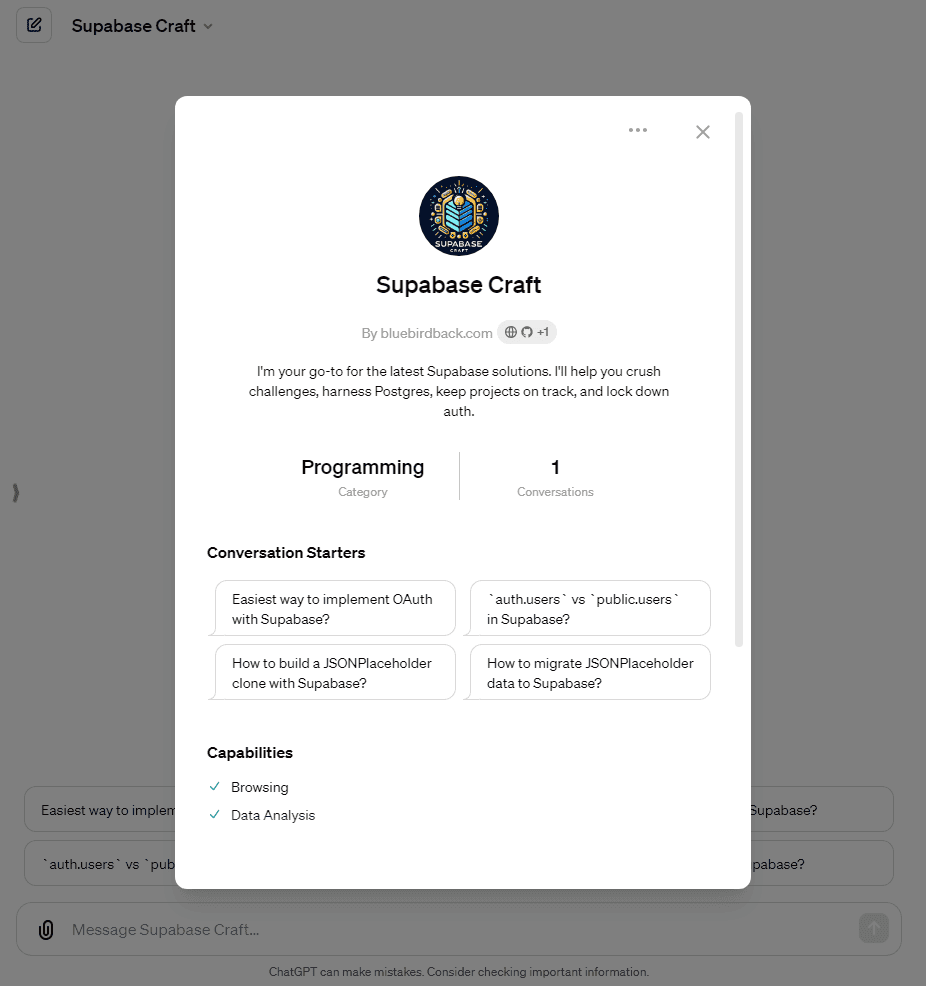 Supabase Craft
SUPABASE
CRAFT
Supabase Craft
By bluebirdback.com +1
I'm your go-to for the latest Supabase solutions. I'll help you crush
challenges, harness Postgres, keep projects on track, and lock down
auth.
Programming
Category
1
Conversations
Conversation Starters
Easiest way to implement OAuth
with Supabase?
`auth.users` vs `public.users`
in Supabase?
How to build a JSONPlaceholder
clone with Supabase?
How to migrate JSONPlaceholder
data to Supabase?
Capabilities
Browsing
Data Analysis
Easiest way to implem
Supabase?
`auth.users` vs `pub
pabase?
Message Supabase Craft...
ChatGPT can make mistakes. Consider checking important information.